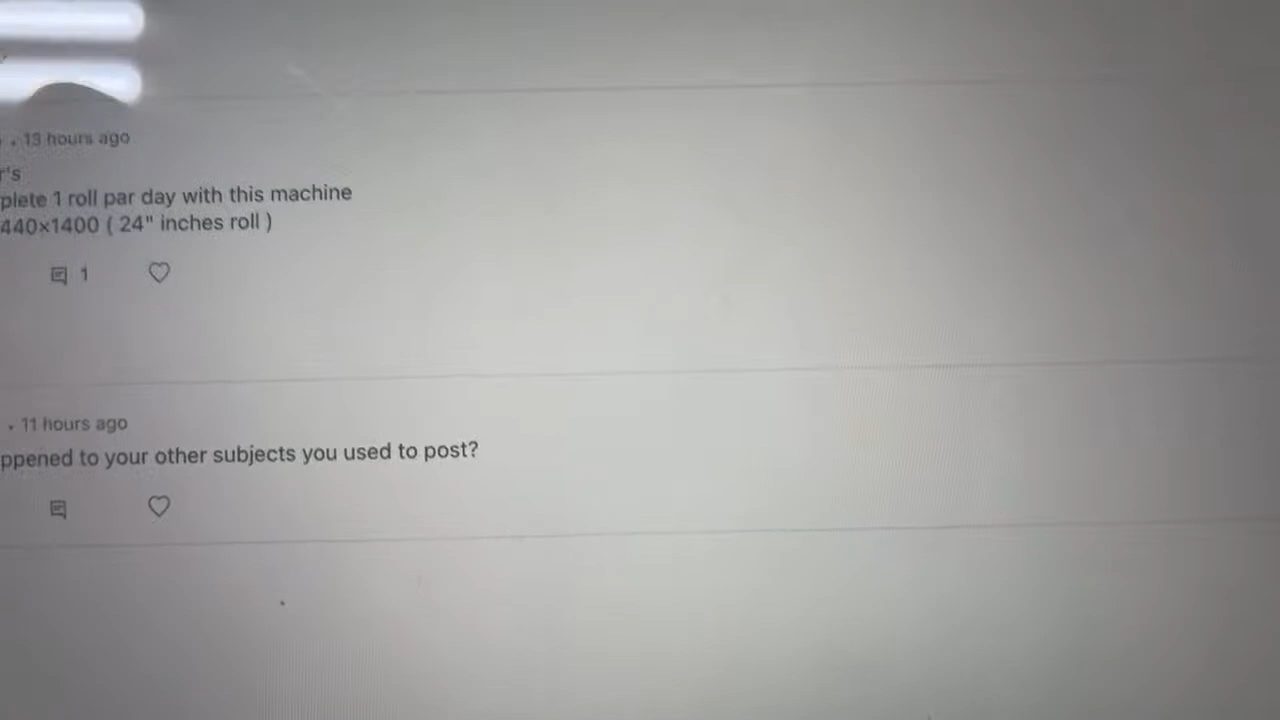 . 13 hours ago
r's
plete 1 roll par day with this machine
440×1400 ( 24" inches roll )
1
. 11 hours ago
ppened to your other subjects you used to post?